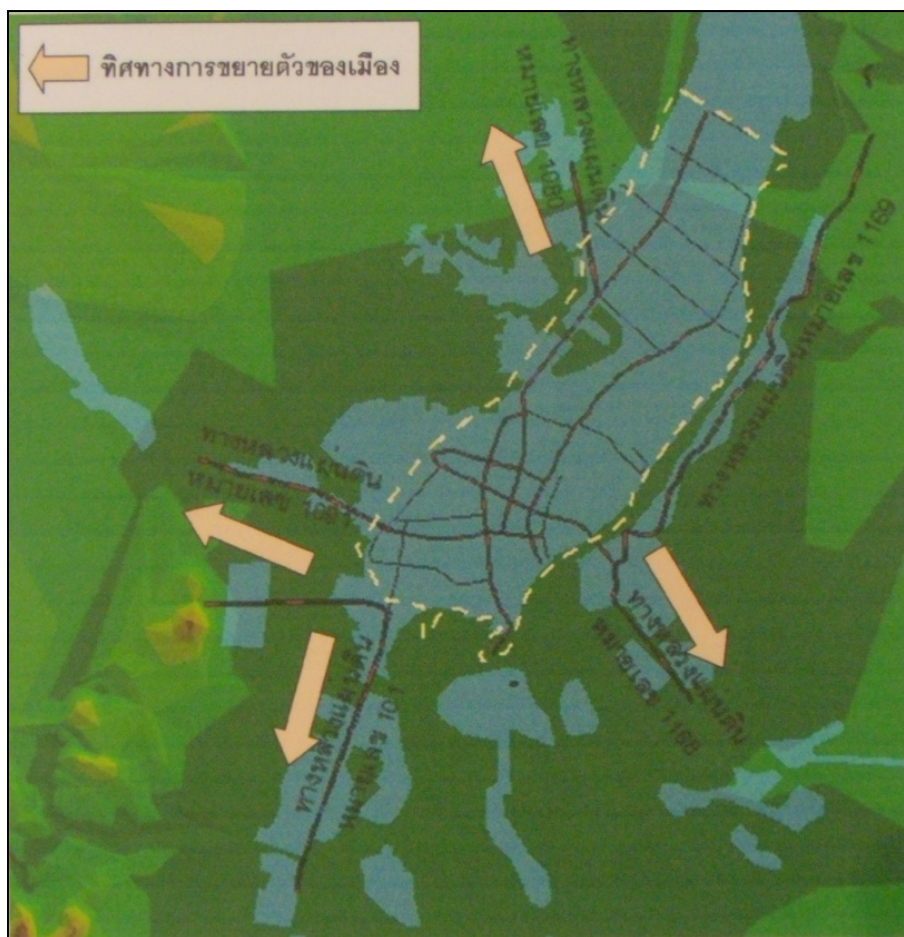 ทิศทางการขยายตัวของเมือง
ทางหลวงแผ่นดิน
หมายเลข 1080
ทางหลวงแผ่นดินหมายเลข 1169
ทางหลวงแผ่นดิน
หมายเลข
ทางหลวงแผ่นดิน
หมายเลข 1168
ทางหลวงแผ่นดิน
หมายเลข